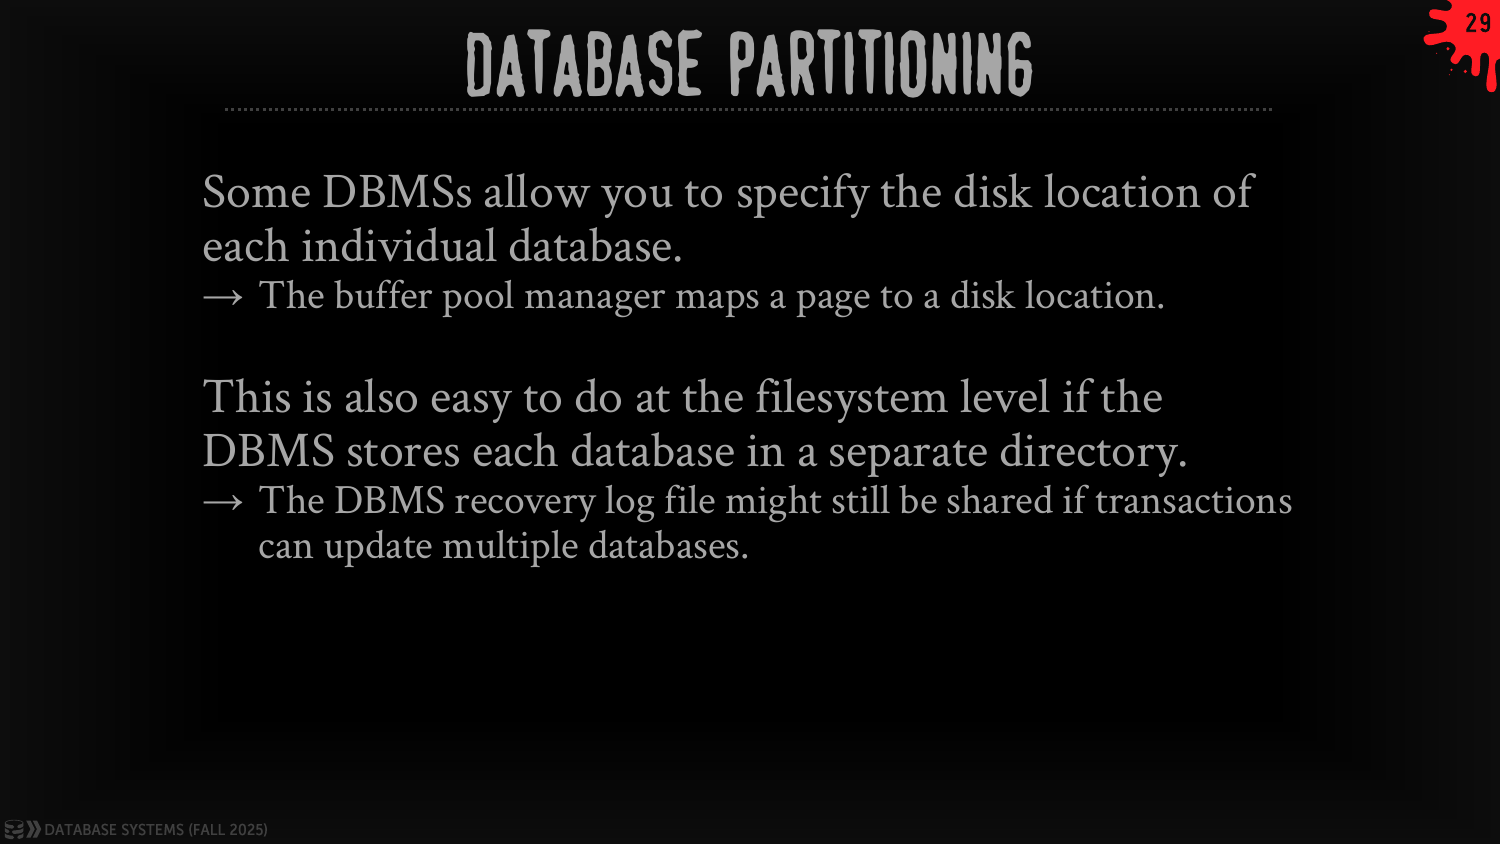 29
DATABASE PARTITIONING
Some DBMSs allow you to specify the disk location of
each individual database.
→ The buffer pool manager maps a page to a disk location.
This is also easy to do at the filesystem level if the
DBMS stores each database in a separate directory.
→ The DBMS recovery log file might still be shared if transactions
can update multiple databases.
DATABASE SYSTEMS (FALL 2025)